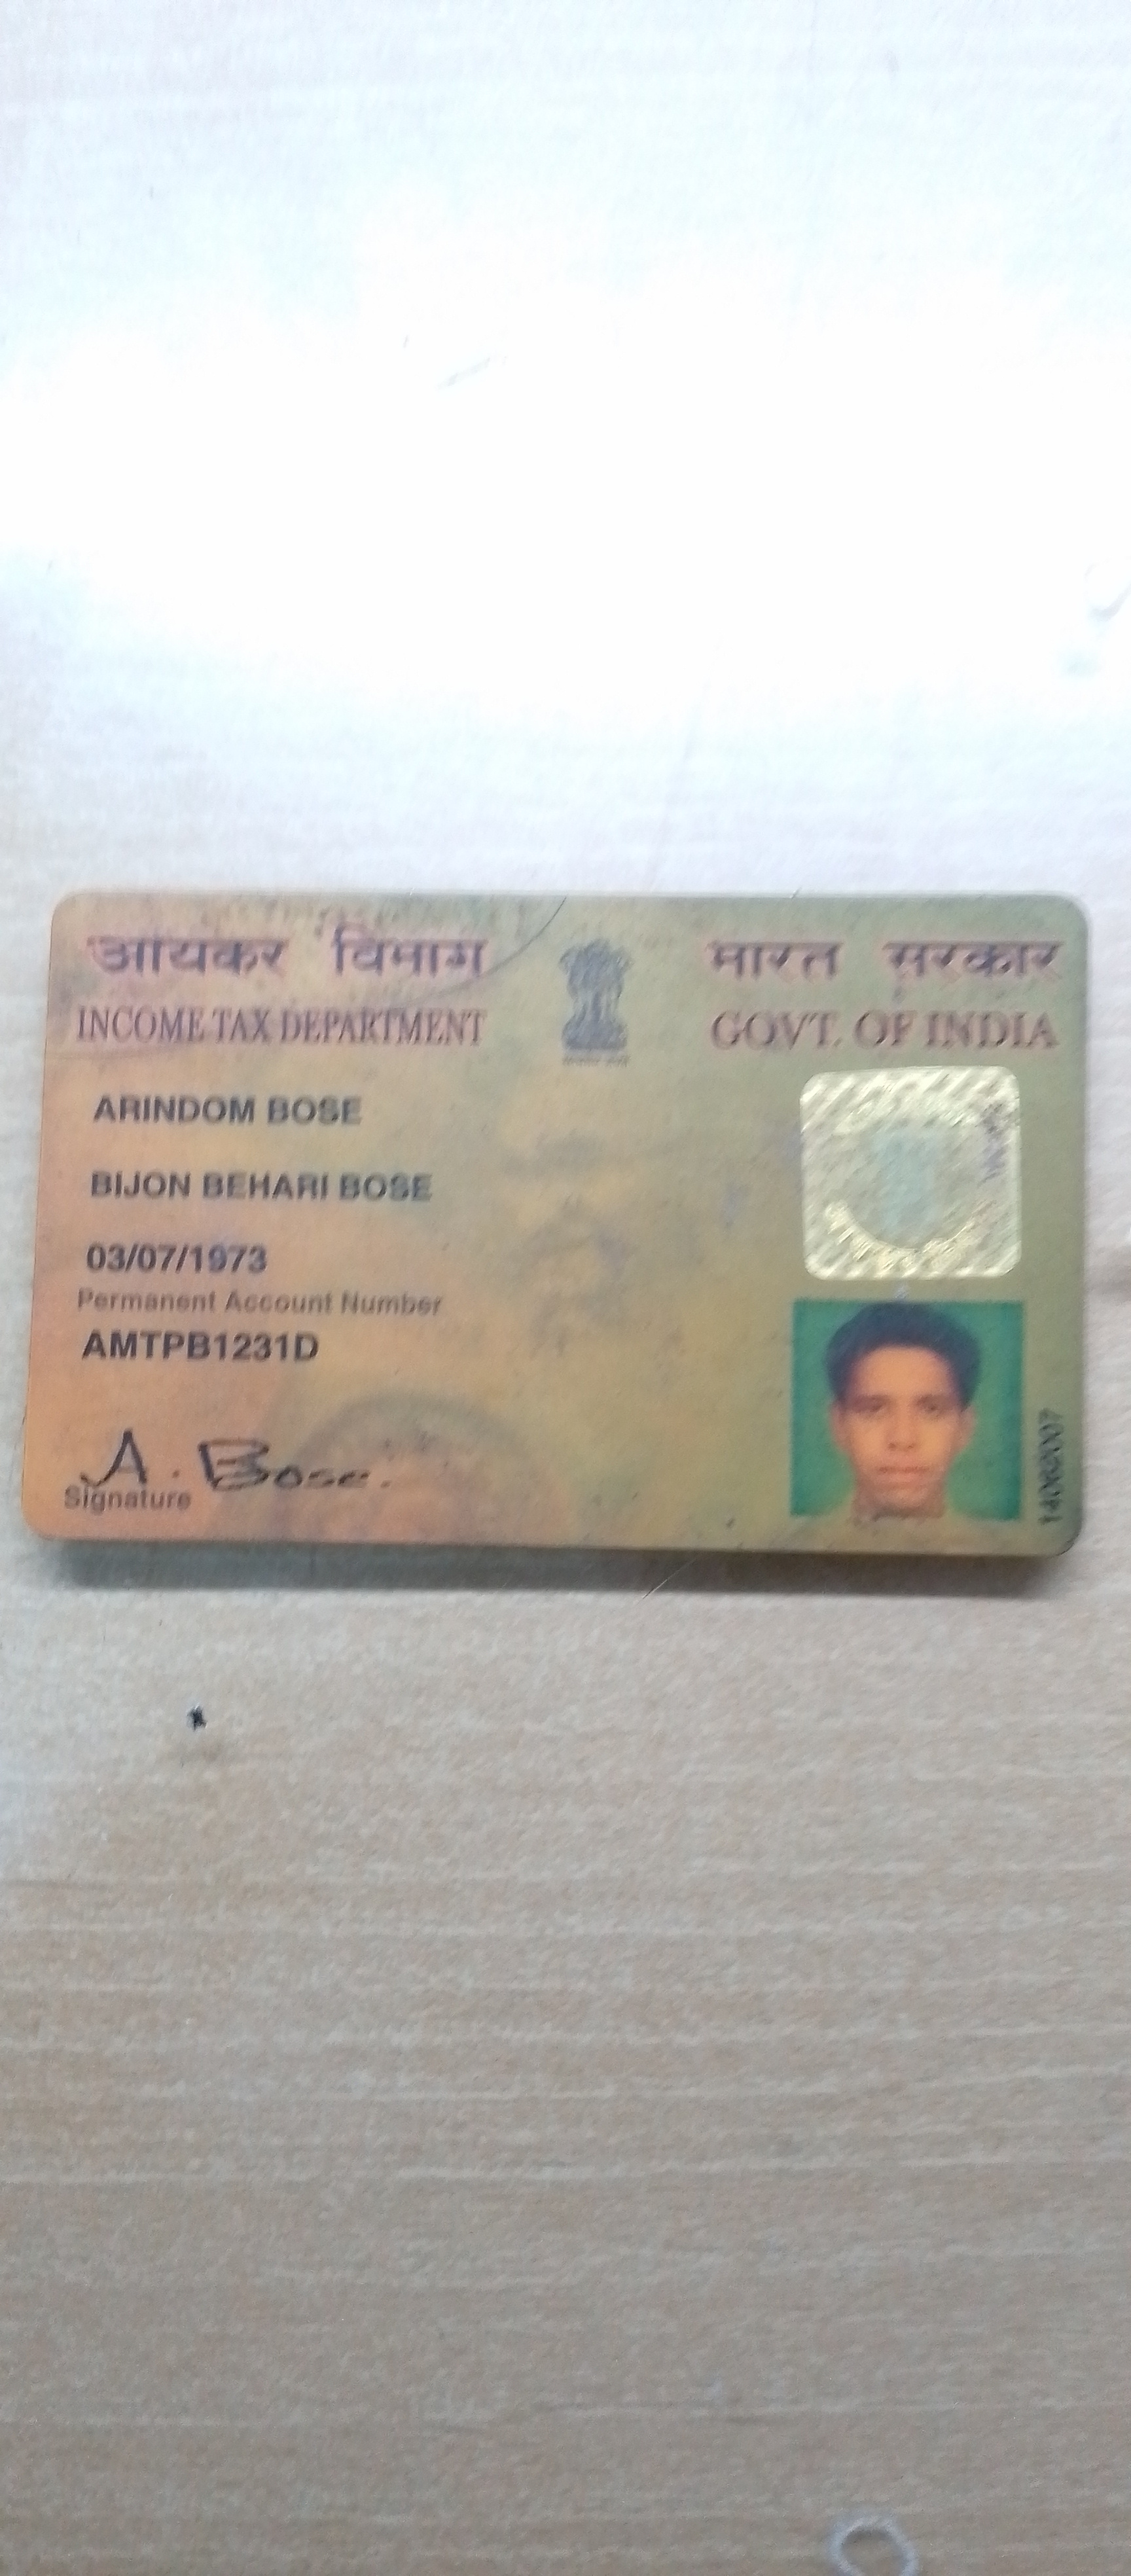 आयकर विभाग भारत सरकार
INCOME TAX DEPARTMENT GOVT. OF INDIA
ARINDOM BOSE
BIJON BEHARI BOSE
03/07/1973
Permanent Account Number
AMTPB1231D
A. Bose.
Signature
14062007